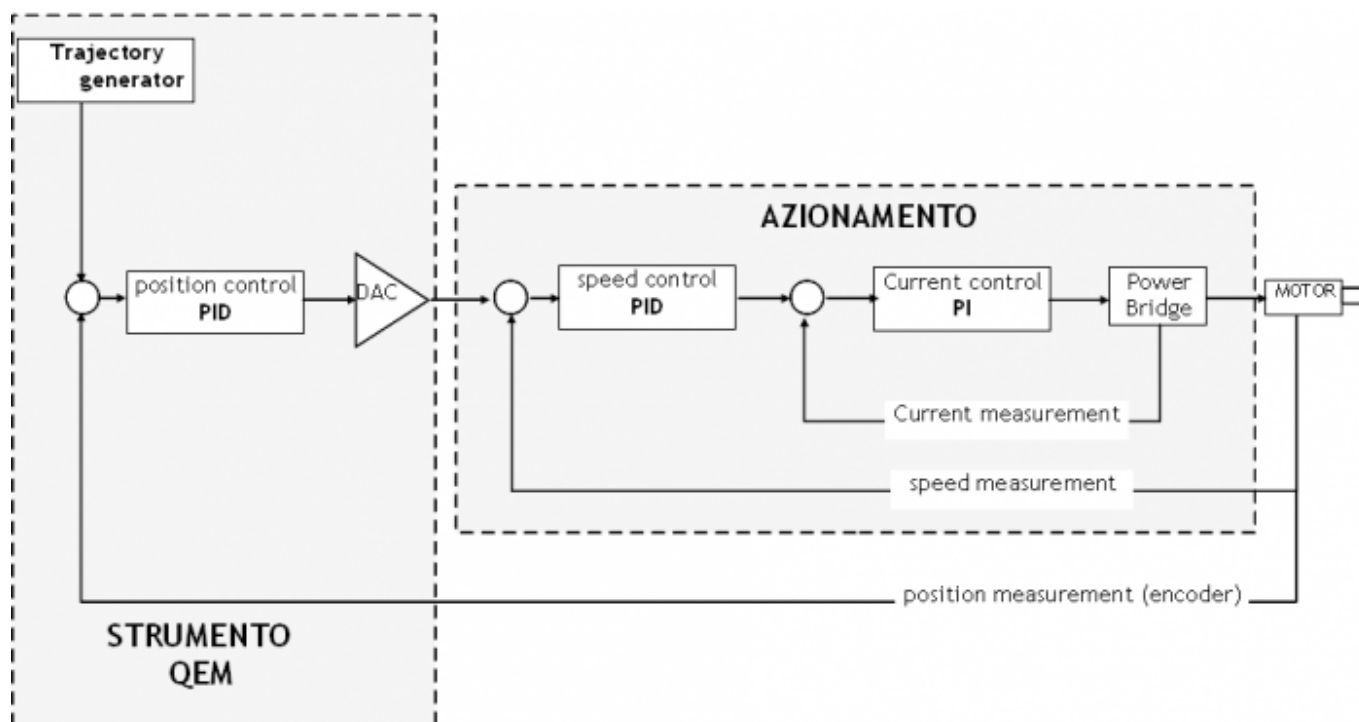 Trajectory
generator
AZIONAMENTO
position control
PID
DAC
speed control
PID
Current control
PI
Power
Bridge
MOTOR
Current measurement
speed measurement
position measurement (encoder)
STRUMENTO
QEM